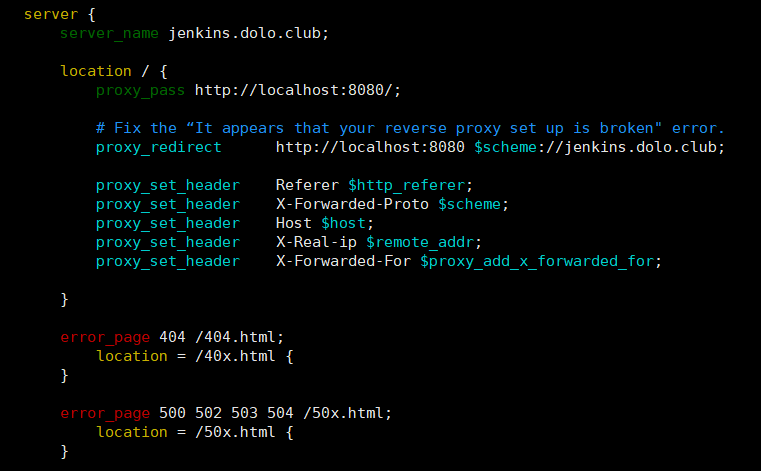 server {
    server_name jenkins.dolo.club;
    location / {
        proxy_pass http://localhost:8080/;
        # Fix the “It appears that your reverse proxy set up is broken" error.
        proxy_redirect      http://localhost:8080 $scheme://jenkins.dolo.club;
        proxy_set_header    Referer $http_referer;
        proxy_set_header    X-Forwarded-Proto $scheme;
        proxy_set_header    Host $host;
        proxy_set_header    X-Real-ip $remote_addr;
        proxy_set_header    X-Forwarded-For $proxy_add_x_forwarded_for;
    }
    error_page 404 /404.html;
        location = /40x.html {
    }
    error_page 500 502 503 504 /50x.html;
        location = /50x.html {
    }